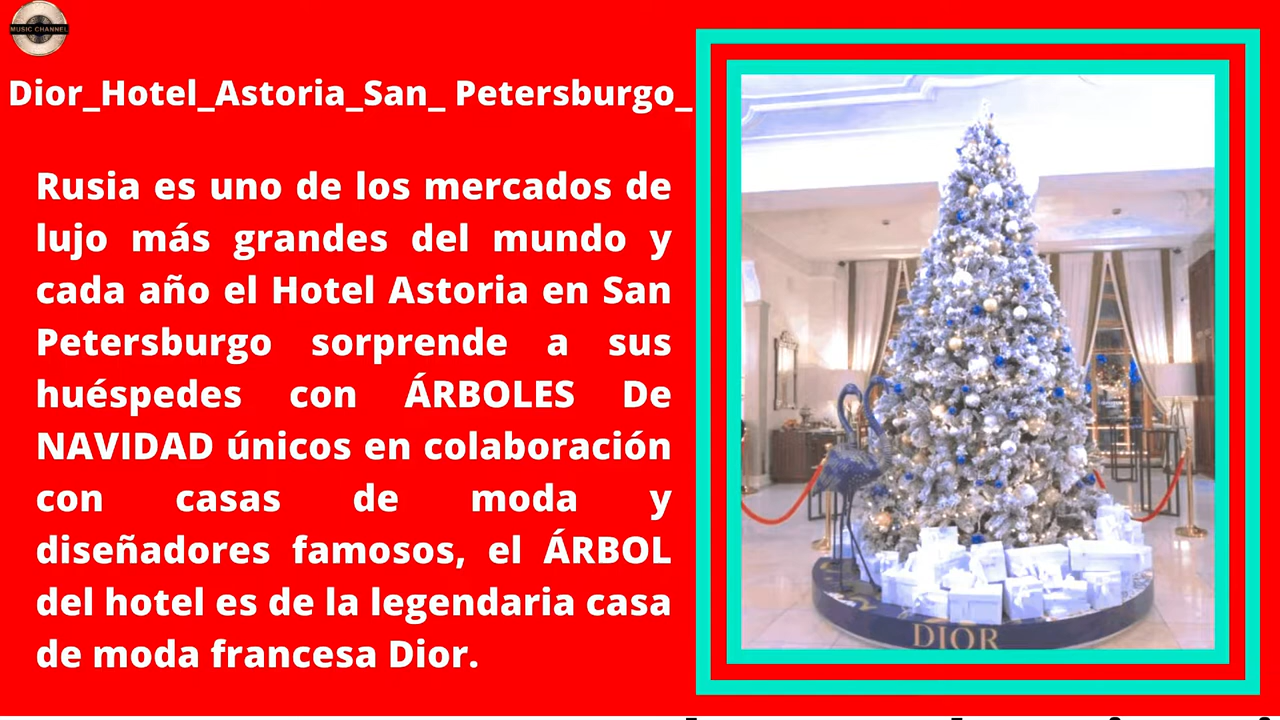 MUSIC CHANNEL
Dior_Hotel_Astoria_San_ Petersburgo_
Rusia es uno de los mercados de
lujo más grandes del mundo y
cada año el Hotel Astoria en San
Petersburgo sorprende a sus
huéspedes con ÁRBOLES De
NAVIDAD únicos en colaboración
con casas de moda y
diseñadores famosos, el ÁRBOL
del hotel es de la legendaria casa
de moda francesa Dior.
DIOR